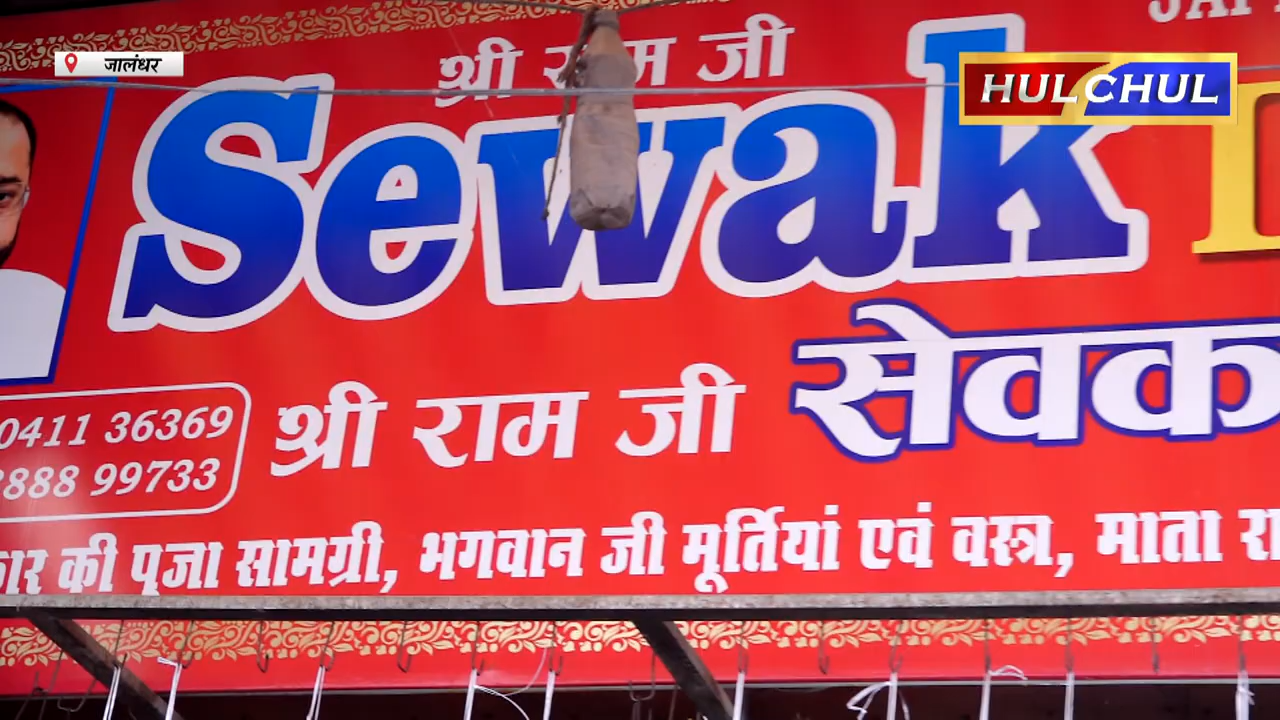 जालंधर
HULCHUL
श्री राम जी
Sewak
श्री राम जी सेवक
0411 36369
888 99733
की पूजा सामग्री, भगवान जी मूर्तियां एवं वस्त्र, माता